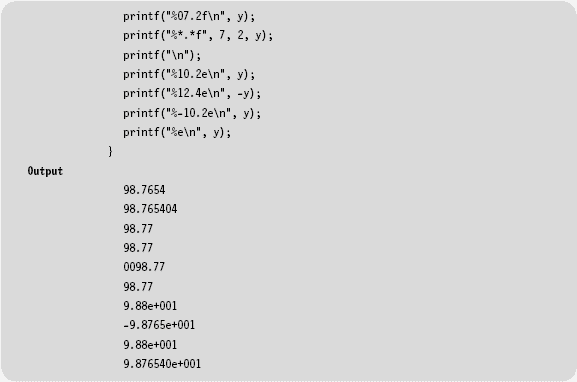 printf("%07.2f\n", y);
printf("%*.*f", 7, 2, y);
printf("\n");
printf("%10.2e\n", y);
printf("%12.4e\n", -y);
printf("%-10.2e\n", y);
printf("%e\n", y);
}
Output
98.7654
98.765404
98.77
98.77
0098.77
98.77
9.88e+001
-9.8765e+001
9.88e+001
9.876540e+001